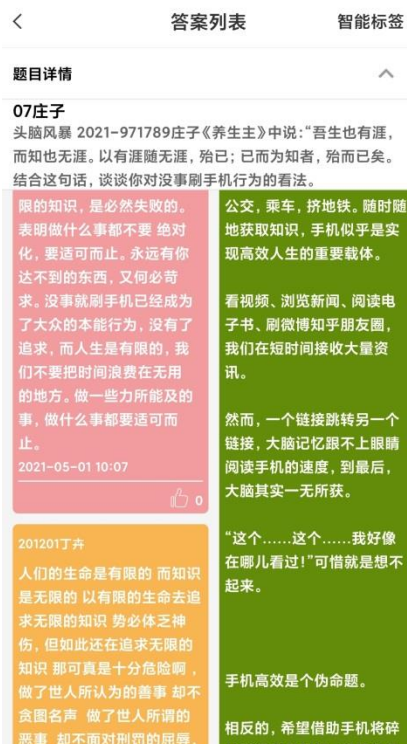 答案列表
智能标签
题目详情
07庄子
头脑风暴 2021-971789庄子《养生主》中说:“吾生也有涯,
而知也无涯。以有涯随无涯,殆已;已而为知者,殆而已矣。
结合这句话,谈谈你对没事刷手机行为的看法。
限的知识,是必然失败的。
表明做什么事都不要 绝对
化,要适可而止。永远有你
达不到的东西,又何必苛
求。没事就刷手机已经成为
了大众的本能行为,没有了
追求,而人生是有限的,我
们不要把时间浪费在无用
的地方。做一些力所能及的
事,做什么事都要适可而
止。
2021-05-01 10:07
0
201201丁卉
人们的生命是有限的 而知识
是无限的 以有限的生命去追
求无限的知识 势必体乏神
伤,但如此还在追求无限的
知识 那可真是十分危险啊,
做了世人所认为的善事 却不
贪图名声 做了世人所谓的
恶事 却不面对刑罚的屈辱,
公交,乘车,挤地铁。随时随
地获取知识,手机似乎是实
现高效人生的重要载体。
看视频、浏览新闻、阅读电
子书、刷微博知乎朋友圈,
我们在短时间接收大量资
讯。
然而,一个链接跳转另一个
链接,大脑记忆跟不上眼睛
阅读手机的速度,到最后,
大脑其实一无所获。
“这个……这个……我好像
在哪儿看过!”可惜就是想不
起来。
手机高效是个伪命题。
相反的,希望借助手机将碎